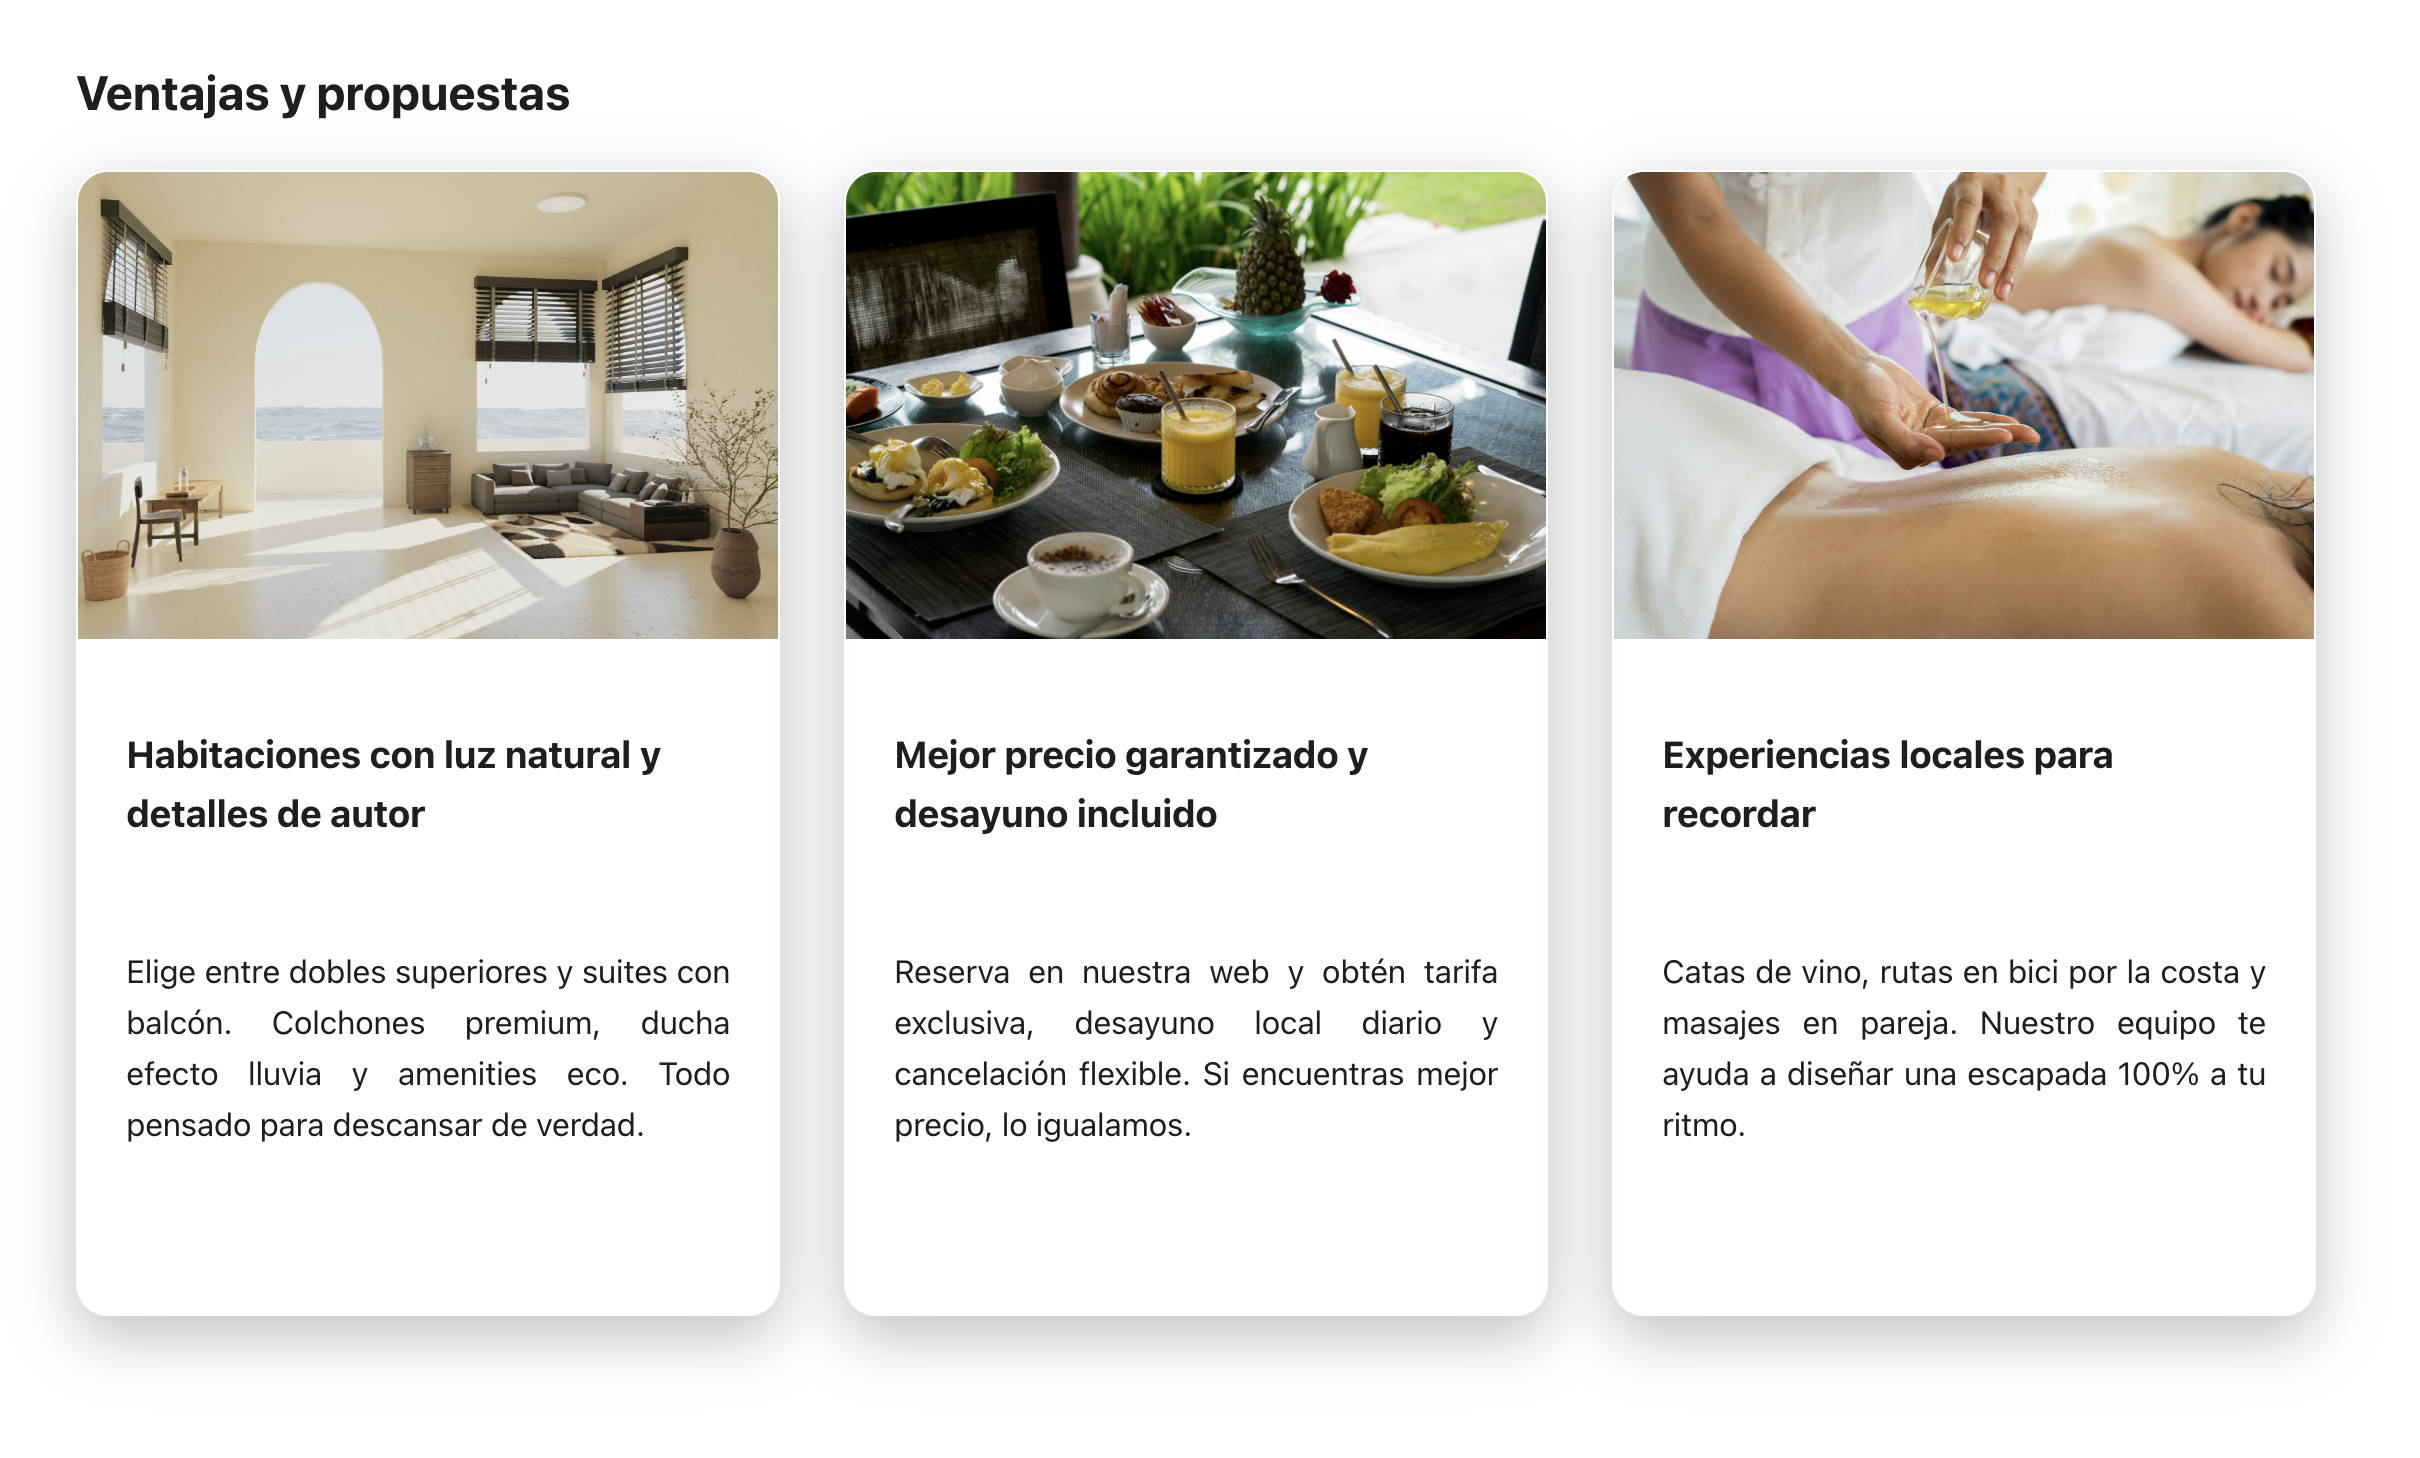 Ventajas y propuestas
Habitaciones con luz natural y
detalles de autor
Elige entre dobles superiores y suites con
balcón. Colchones premium, ducha
efecto lluvia y amenities eco. Todo
pensado para descansar de verdad.
Mejor precio garantizado y
desayuno incluido
Reserva en nuestra web y obtén tarifa
exclusiva, desayuno local diario y
cancelación flexible. Si encuentras mejor
precio, lo igualamos.
Experiencias locales para
recordar
Catas de vino, rutas en bici por la costa y
masajes en pareja. Nuestro equipo te
ayuda a diseñar una escapada 100% a tu
ritmo.